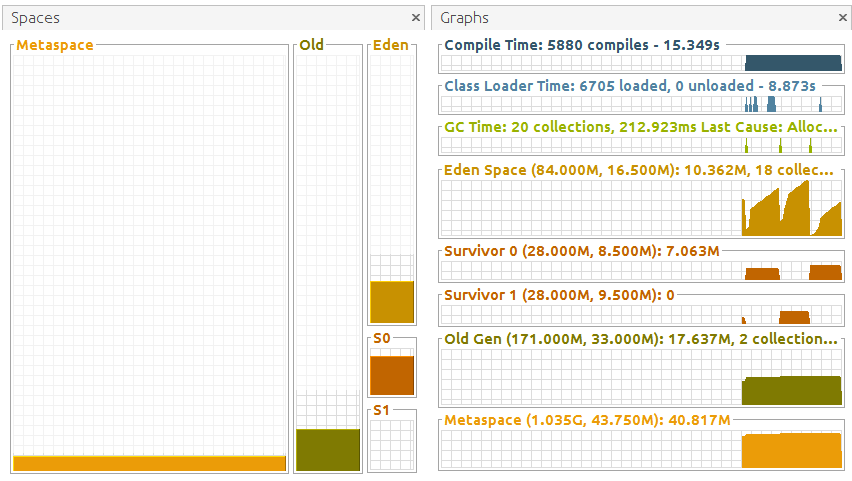 Spaces
Metaspace
Old
Eden
S0
S1
Graphs
Compile Time: 5880 compiles - 15.349s
Class Loader Time: 6705 loaded, 0 unloaded - 8.873s
GC Time: 20 collections, 212.923ms Last Cause: Alloc...
Eden Space (84.000M, 16.500M): 10.362M, 18 collec...
Survivor 0 (28.000M, 8.500M): 7.063M
Survivor 1 (28.000M, 9.500M): 0
Old Gen (171.000M, 33.000M): 17.637M, 2 collection...
Metaspace (1.035G, 43.750M): 40.817M